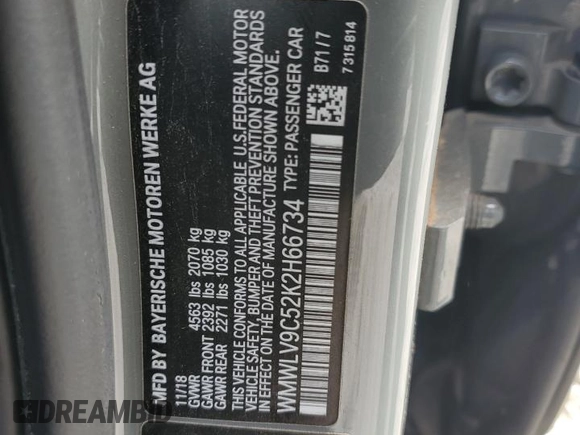 MFD BY BAYERISCHE MOTOREN WERKE AG
11/18
GVWR 4563 lbs 2070 kg
GAWR FRONT 2392 lbs 1085 kg
GAWR REAR 2271 lbs 1030 kg
THIS VEHICLE CONFORMS TO ALL APPLICABLE U.S.FEDERAL MOTOR
VEHICLE SAFETY, BUMPER AND THEFT PREVENTION STANDARDS
IN EFFECT ON THE DATE OF MANUFACTURE SHOWN ABOVE.
WMWLV9C52K2H66734 TYPE: PASSENGER CAR
B71 / 7
7 315 814
DREAMBID